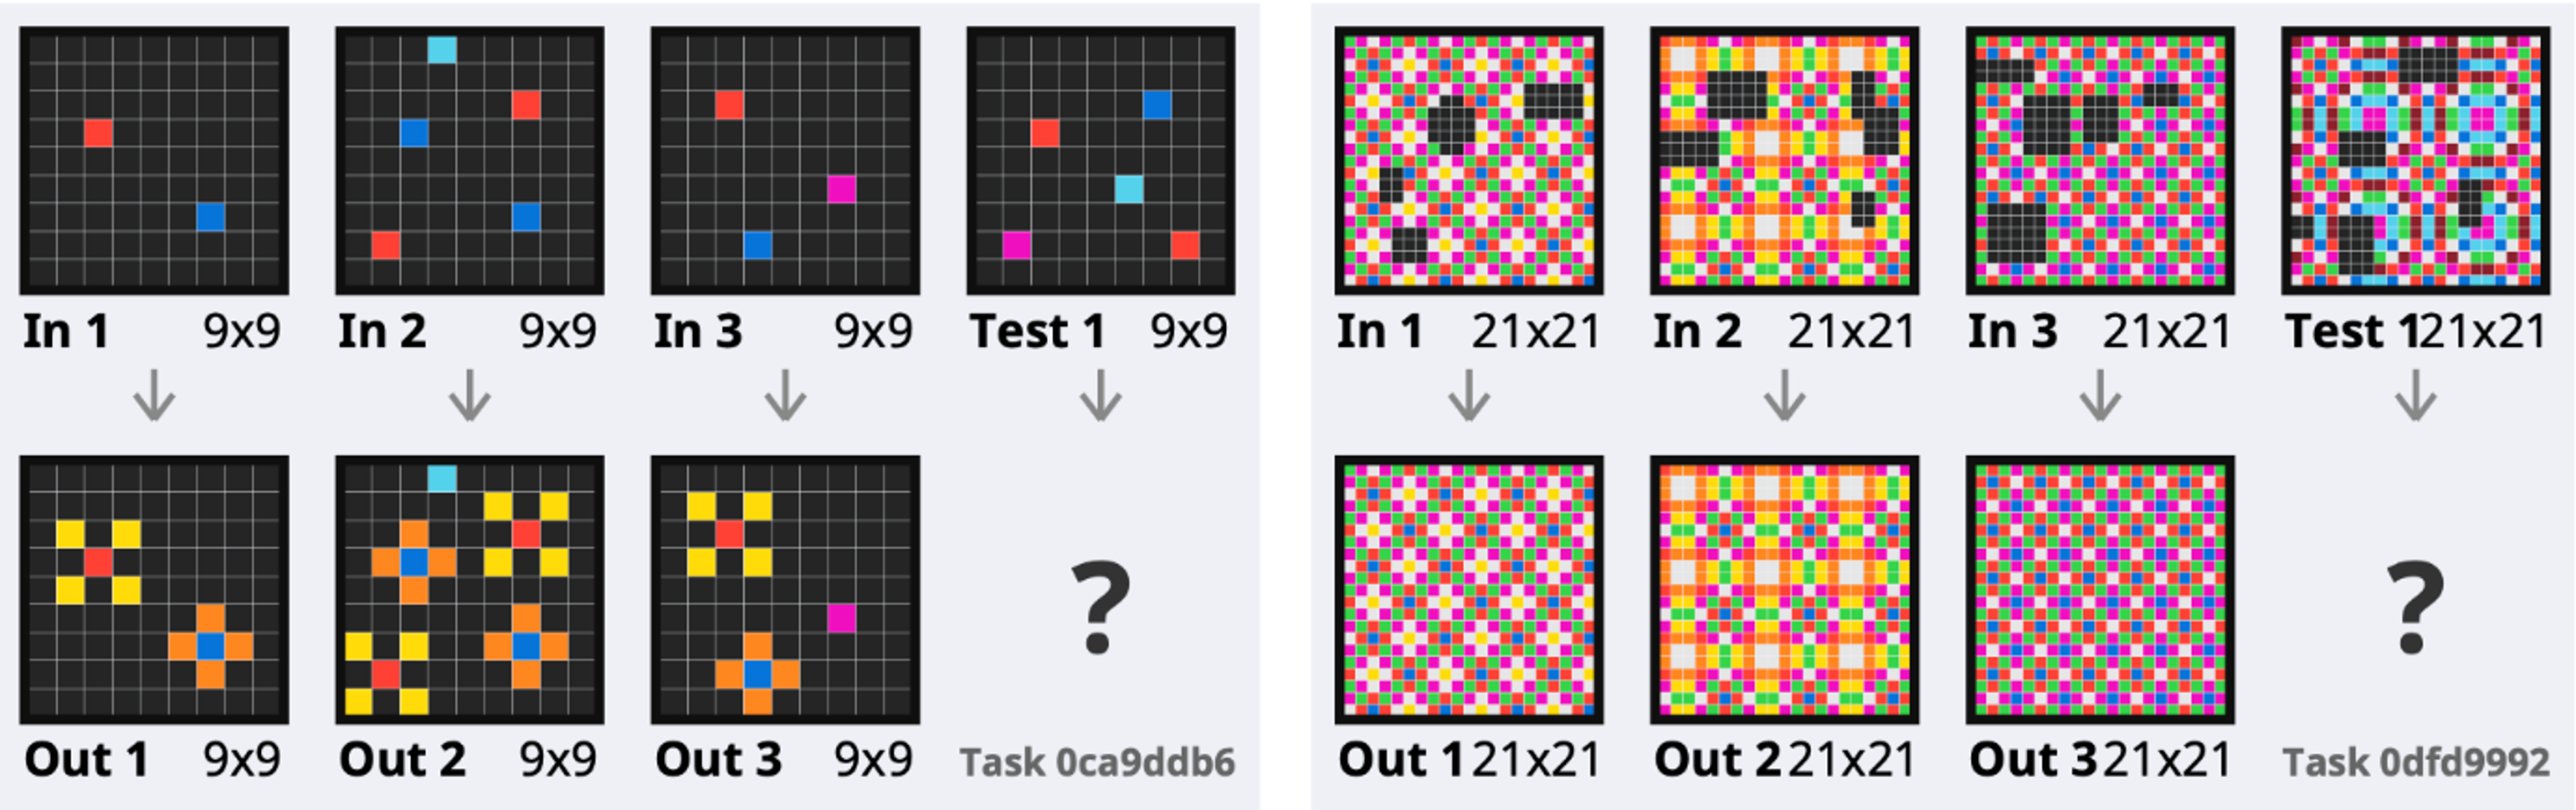 In 1 9x9
In 2 9x9
In 3 9x9
Test 1 9x9
Out 1 9x9
Out 2 9x9
Out 3 9x9
?
Task 0ca9ddb6
In 1 21x21
In 2 21x21
In 3 21x21
Test 1 21x21
Out 1 21x21
Out 2 21x21
Out 3 21x21
?
Task 0dfd9992